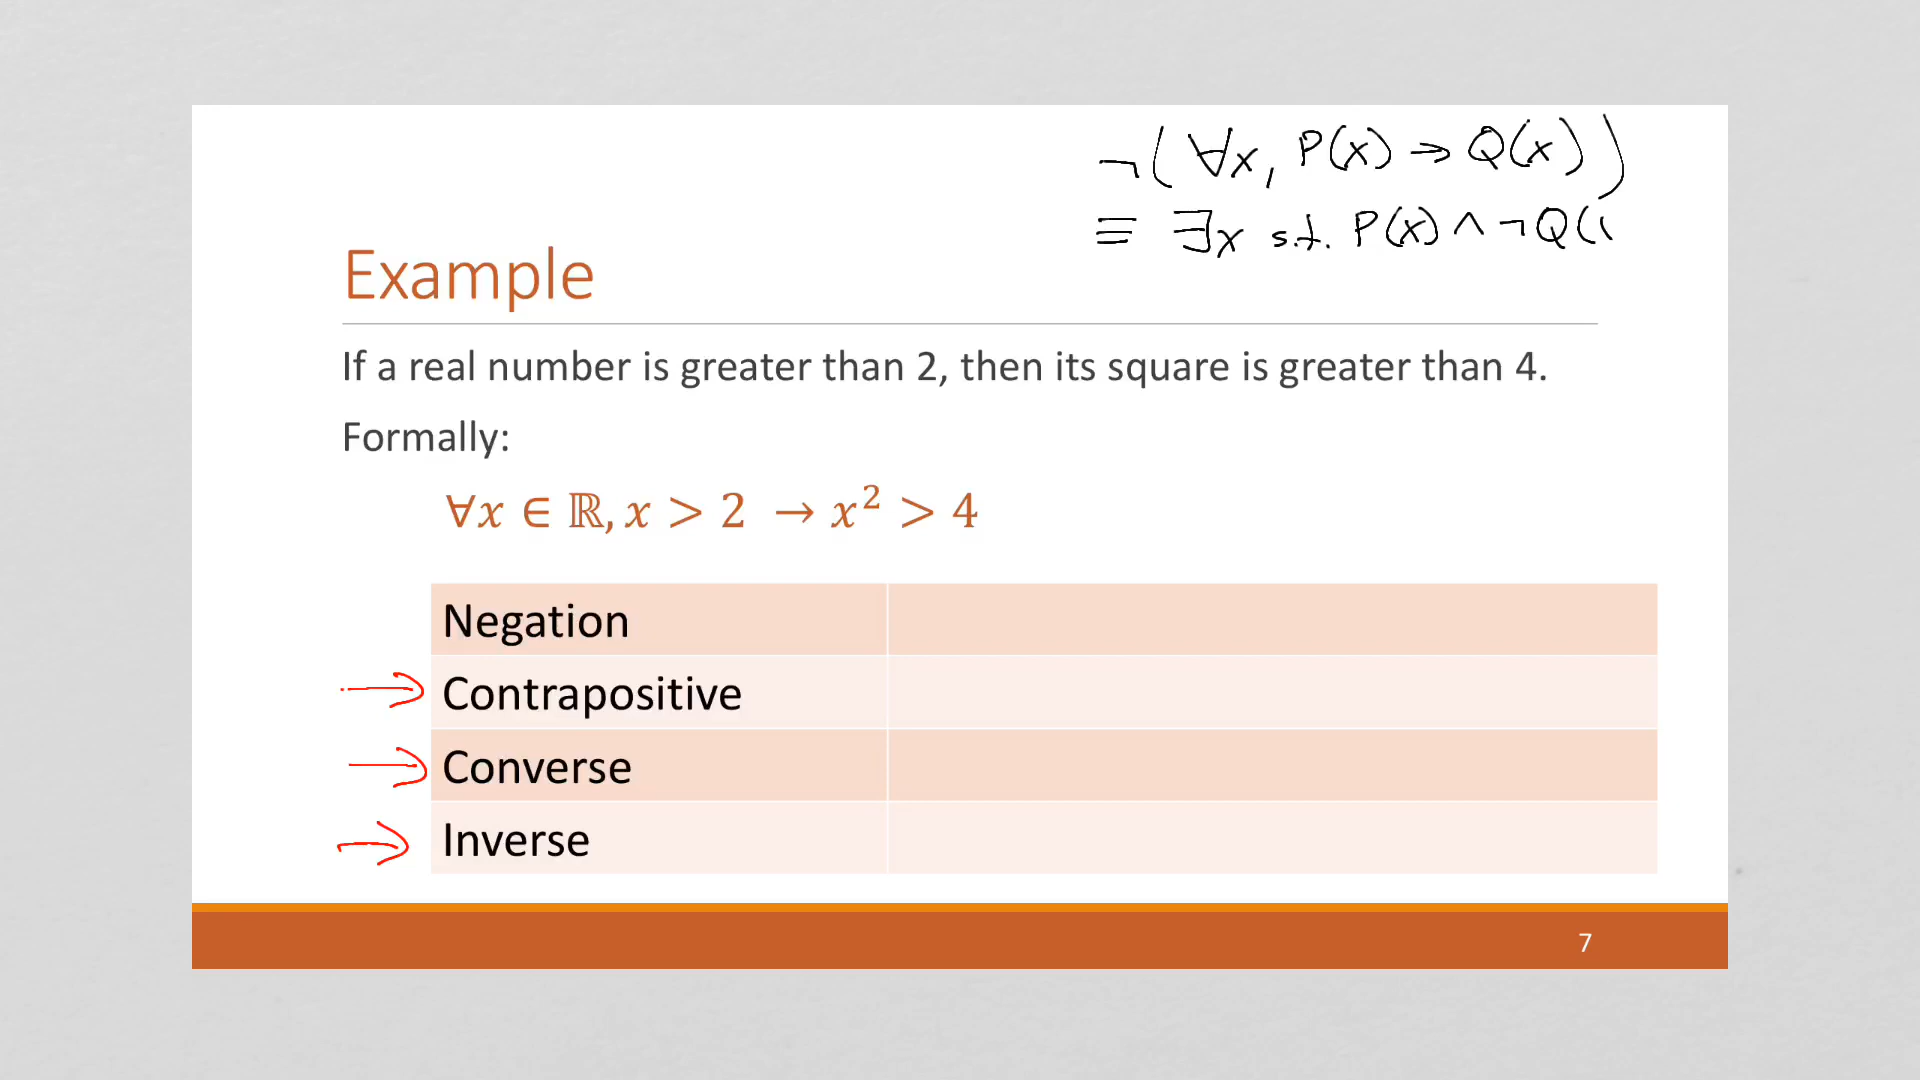 ¬(∀x, P(x) → Q(x))
≡ ∃x s.t. P(x) ∧ ¬Q(
Example
If a real number is greater than 2, then its square is greater than 4.
Formally:
∀x ∈ ℝ, x > 2 → x² > 4
Negation
→ Contrapositive
→ Converse
→ Inverse
7